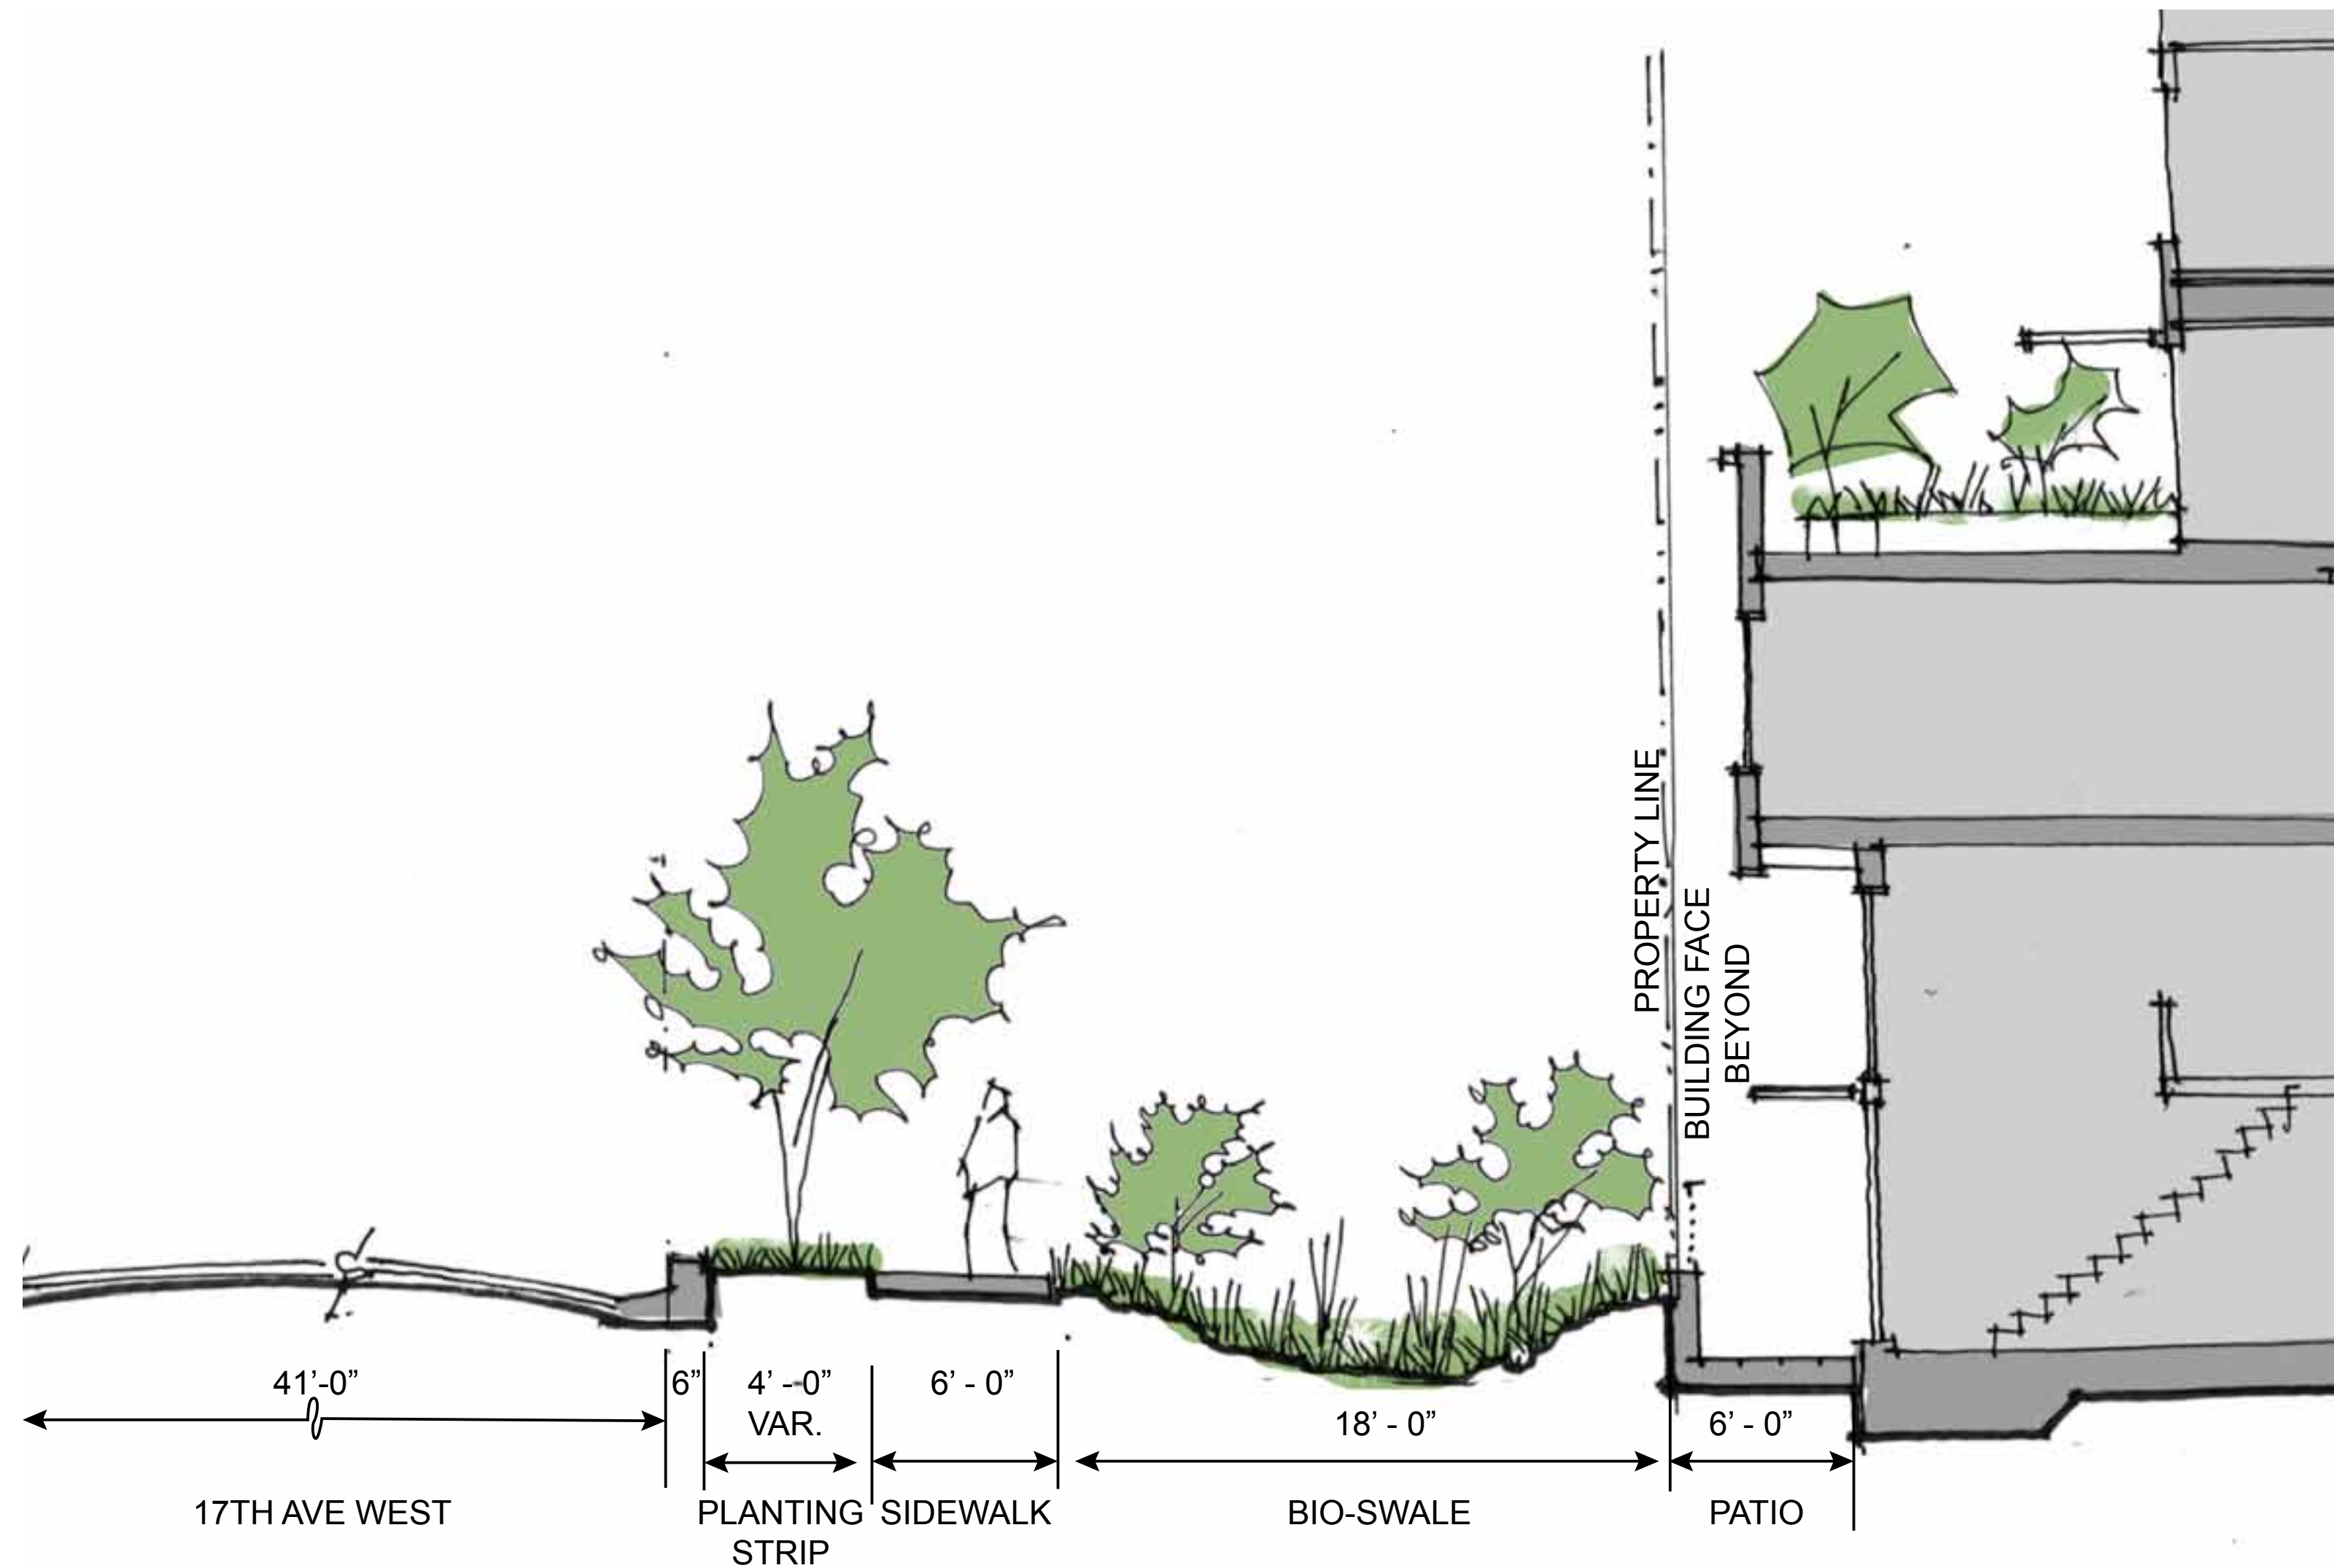 PROPERTY LINE
BUILDING FACE
BEYOND
41’-0”
6”
4’ -0”
VAR.
6’ - 0”
18’ - 0”
6’ - 0”
17TH AVE WEST
PLANTING
STRIP
SIDEWALK
BIO-SWALE
PATIO